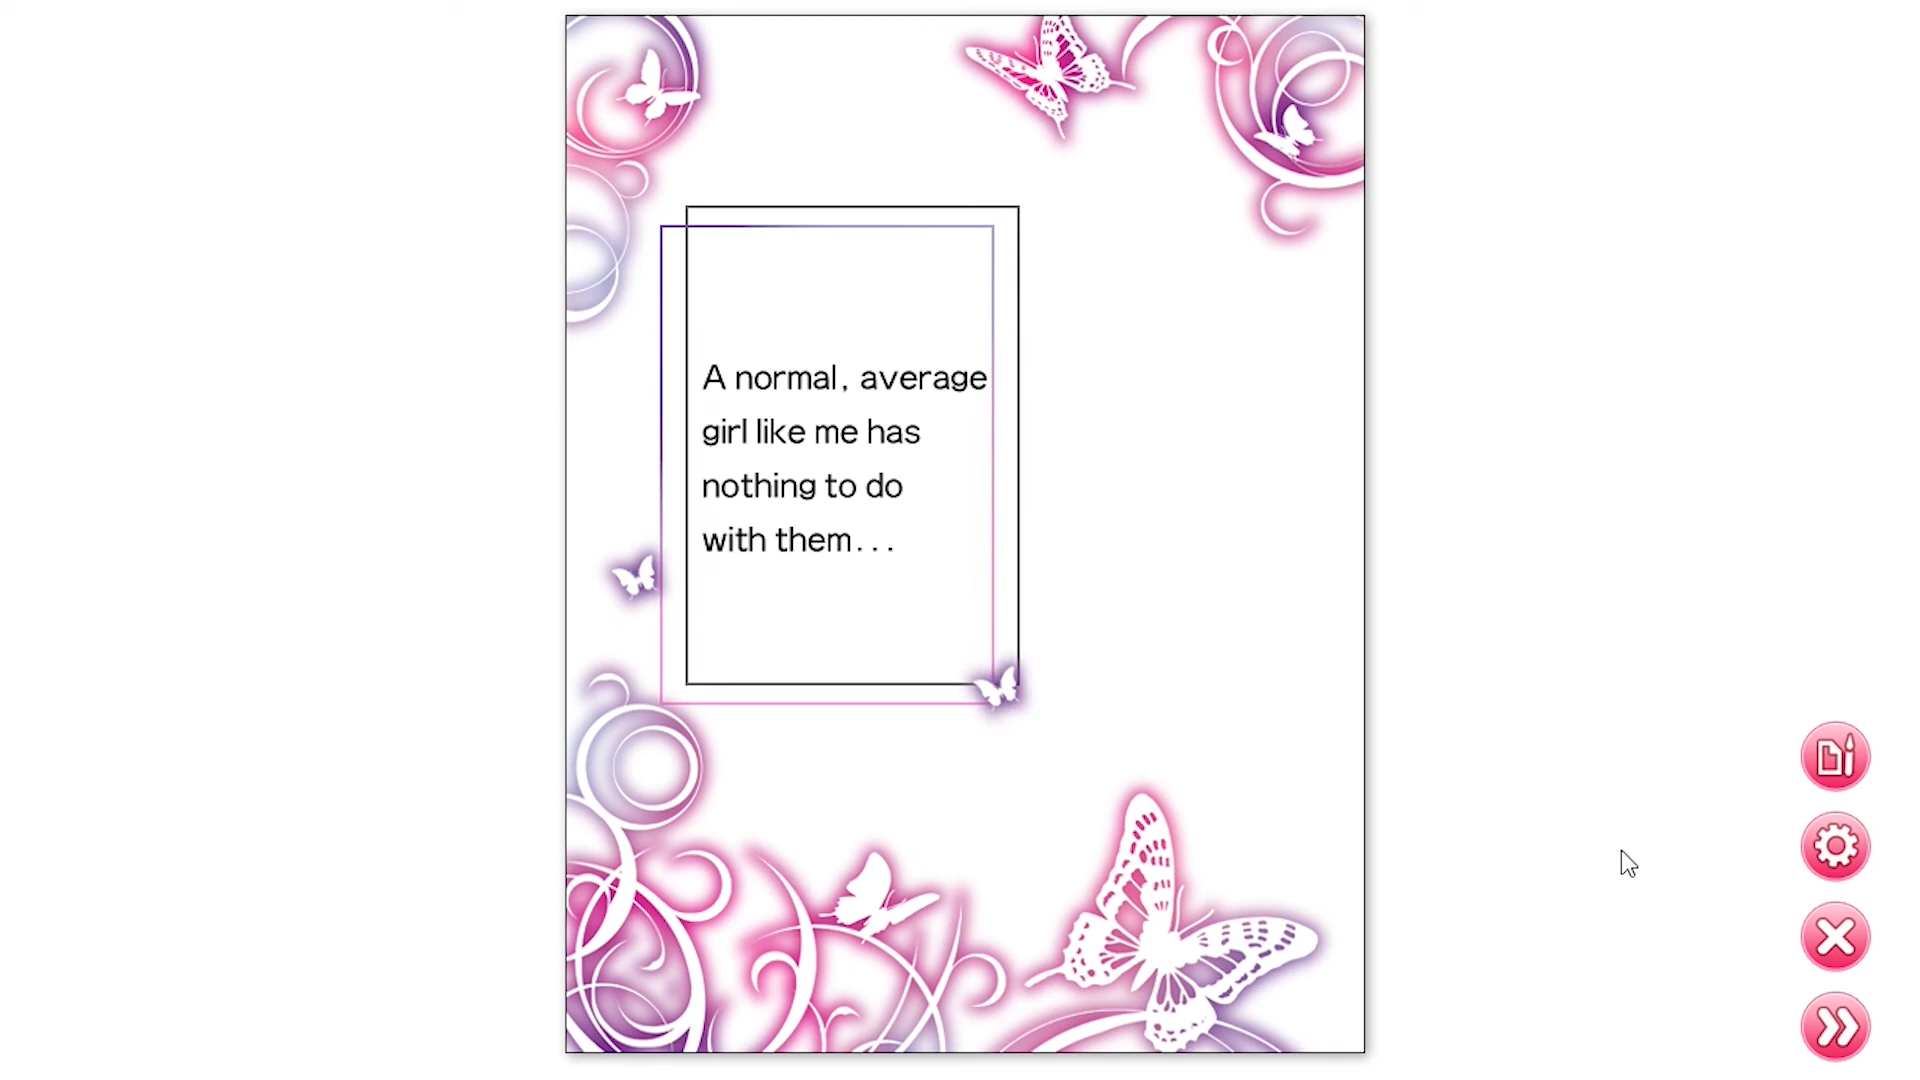 A normal, average
girl like me has
nothing to do
with them...